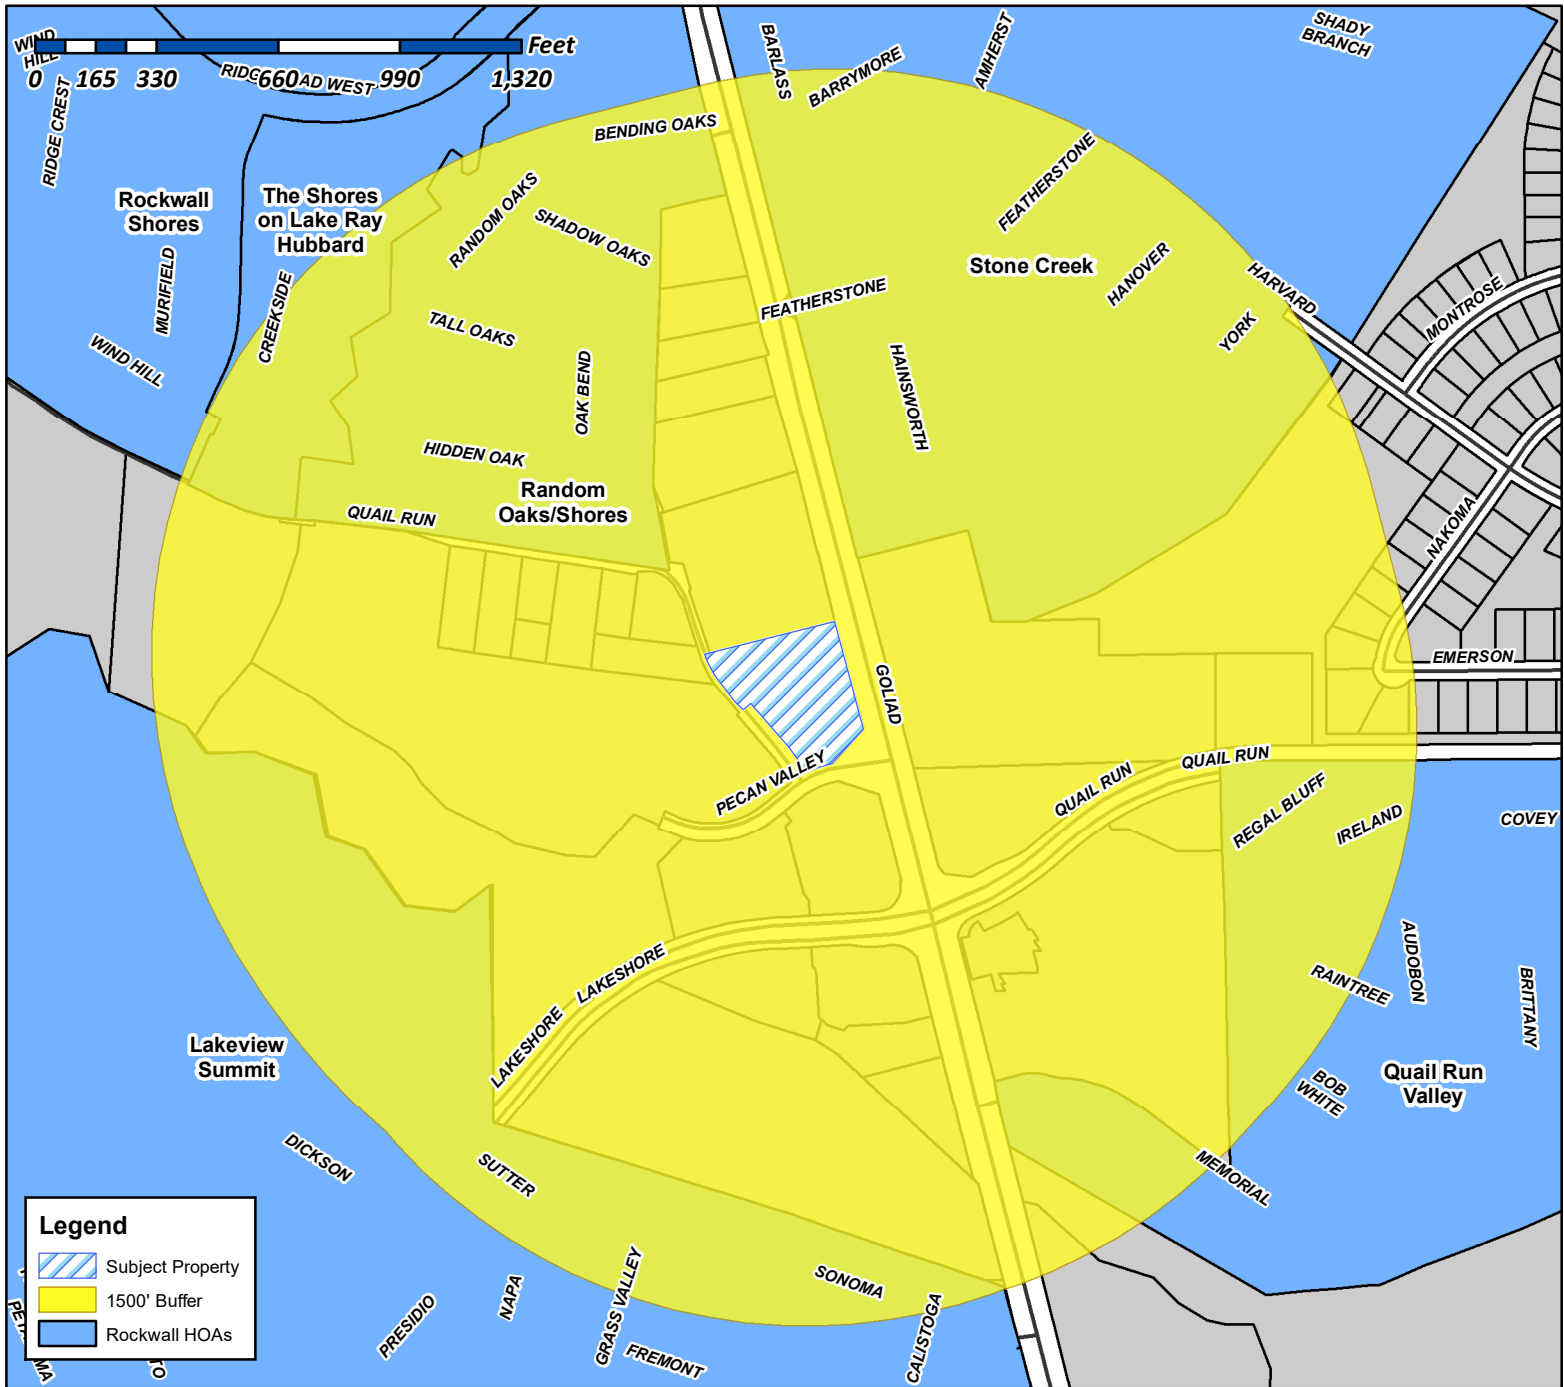 WIND
HILL
Feet
0 165 330 660 990 1,320
RIDGE CREST
BARLASS
BARRYMORE
AMHERST
SHADY
BRANCH
BENDING OAKS
Rockwall
Shores
The Shores
on Lake Ray
Hubbard
RANDOM OAKS
SHADOW OAKS
FEATHERSTONE
Stone Creek
HANOVER
HARVARD
MONTROSE
MURIFIELD
CREEKSIDE
WIND HILL
TALL OAKS
OAK BEND
FEATHERSTONE
HAINSWORTH
YORK
HIDDEN OAK
Random
Oaks/Shores
QUAIL RUN
NAKOMA
EMERSON
GOLIAD
PECAN VALLEY
QUAIL RUN
QUAIL RUN
REGAL BLUFF
IRELAND
COVEY
LAKESHORE
LAKESHORE
AUDOBON
RAINTREE
BRITTANY
Lakeview
Summit
BOB
WHITE
Quail Run
Valley
DICKSON
SUTTER
MEMORIAL
SONOMA
NAPA
GRASS VALLEY
PRESIDIO
FREMONT
CALISTOGA
Legend
Subject Property
1500' Buffer
Rockwall HOAs